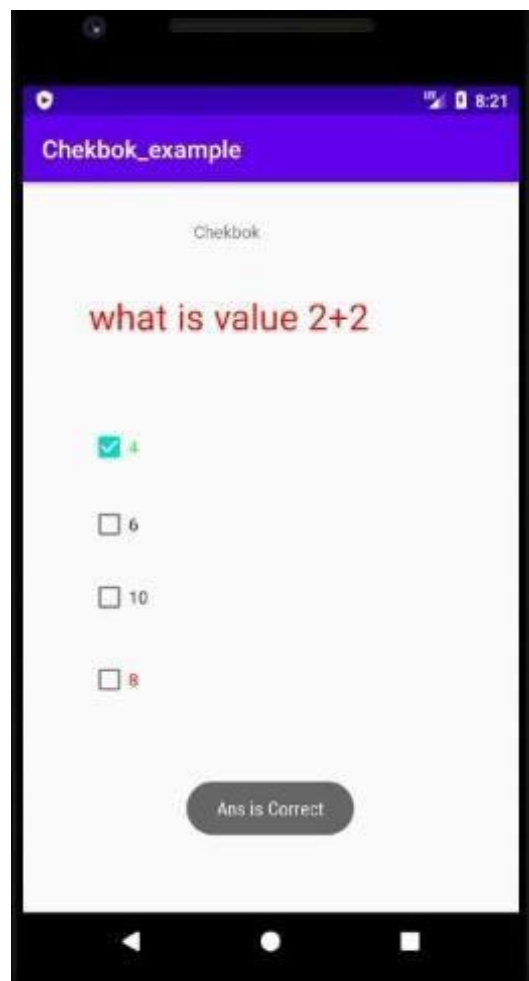 8:21
Chekbok_example
Chekbok
what is value 2+2
4
6
10
8
Ans is Correct